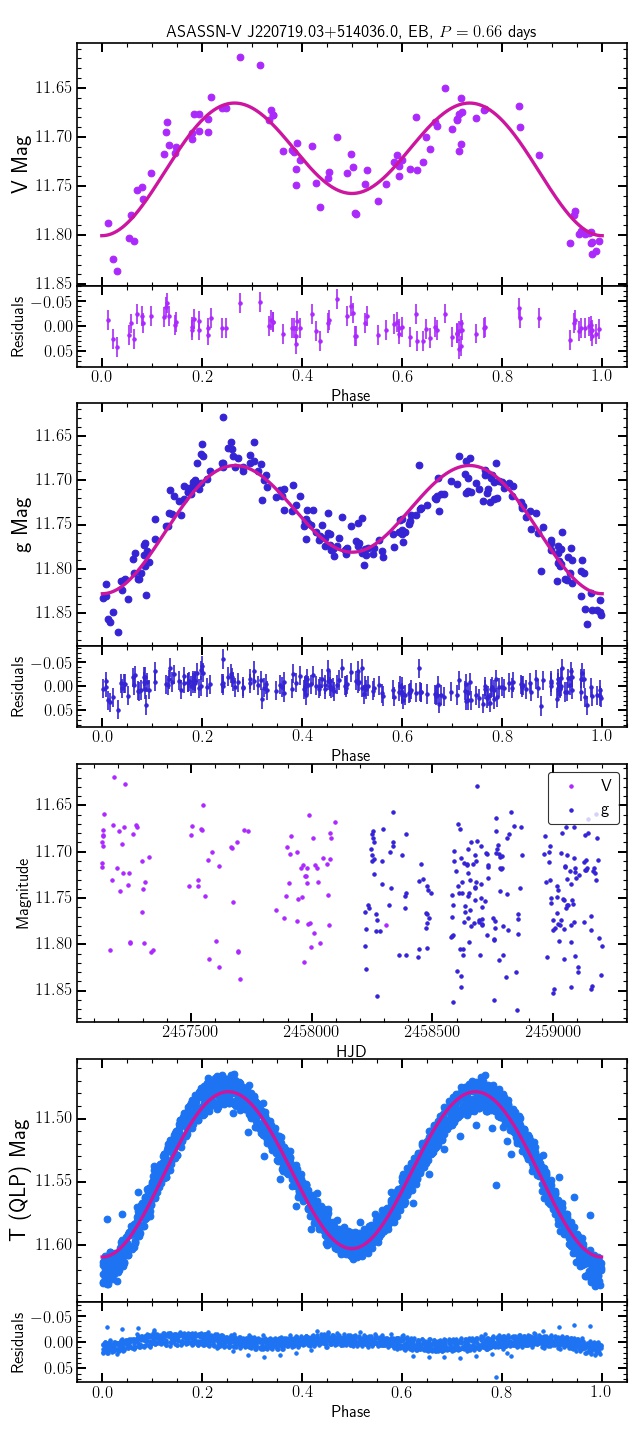 ASASSN-V J220719.03+514036.0, EB, P = 0.66 days
V Mag
11.65
11.70
11.75
11.80
11.85
Residuals
−0.05
0.00
0.05
0.0 0.2 0.4 0.6 0.8 1.0
Phase
g Mag
11.65
11.70
11.75
11.80
11.85
Residuals
−0.05
0.00
0.05
0.0 0.2 0.4 0.6 0.8 1.0
Phase
Magnitude
11.65
11.70
11.75
11.80
11.85
V
g
2457500 2458000 2458500 2459000
HJD
T (QLP) Mag
11.50
11.55
11.60
Residuals
−0.05
0.00
0.05
0.0 0.2 0.4 0.6 0.8 1.0
Phase